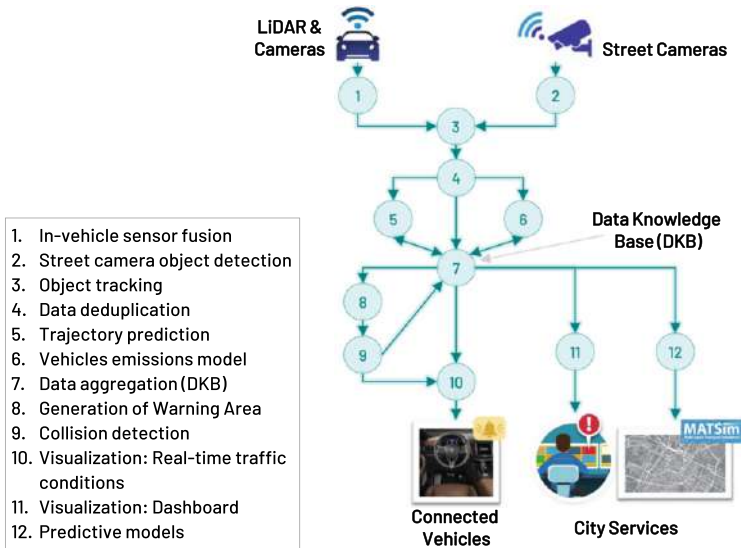 LiDAR &
Cameras
Street Cameras
1
2
3
4
5
6
Data Knowledge
Base (DKB)
7
8
9
10
11
12
1. In-vehicle sensor fusion
2. Street camera object detection
3. Object tracking
4. Data deduplication
5. Trajectory prediction
6. Vehicles emissions model
7. Data aggregation (DKB)
8. Generation of Warning Area
9. Collision detection
10. Visualization: Real-time traffic
conditions
11. Visualization: Dashboard
12. Predictive models
MATSim
Connected
Vehicles
City Services